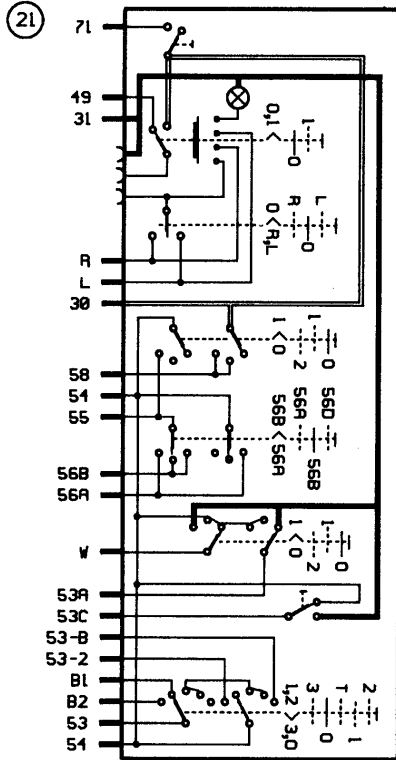 21
71
49
31
0,1 < 0 1
R
L
30
0 < R,L R 0 L
1 < 0 2 1 0
58
54
55
56B
56A
56B < 56A 56A 56B 56D
W
1 < 0 2 1 0
53A
53C
53-B
53-2
B1
B2
53
54
1,2 < 3,0 3 0 T 1 2